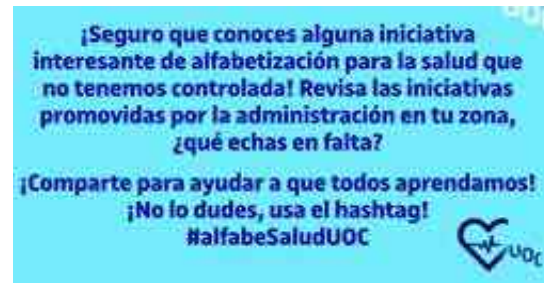 ¡Seguro que conoces alguna iniciativa
interesante de alfabetización para la salud que
no tenemos controlada! Revisa las iniciativas
promovidas por la administración en tu zona,
¿qué echas en falta?
¡Comparte para ayudar a que todos aprendamos!
¡No lo dudes, usa el hashtag!
#alfabeSaludUOC
UOC